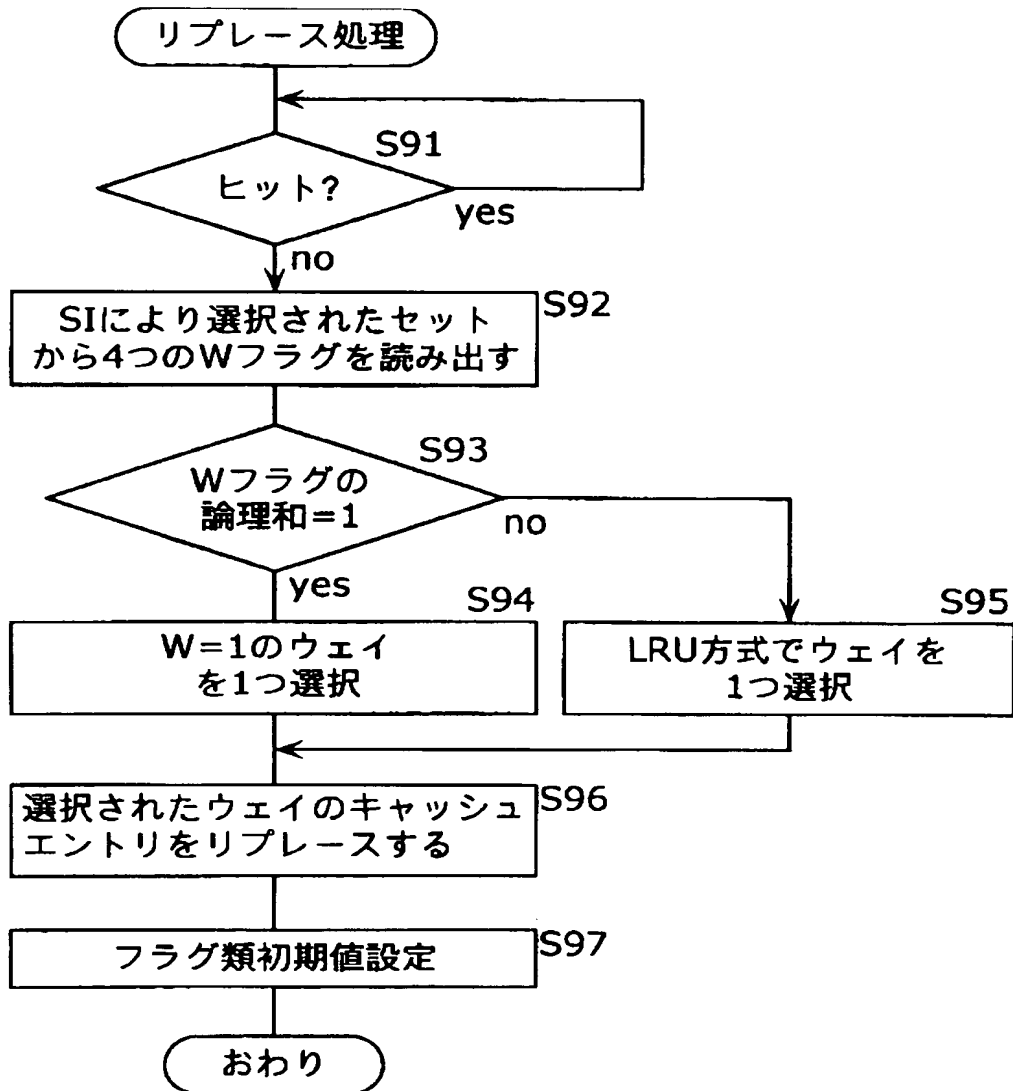 リプレース処理
S91
ヒット?
yes
no
S92
SIにより選択されたセット
から4つのWフラグを読み出す
S93
Wフラグの
論理和=1
no
yes
S94
W=1のウェイ
を1つ選択
S95
LRU方式でウェイを
1つ選択
S96
選択されたウェイのキャッシュ
エントリをリプレースする
S97
フラグ類初期値設定
おわり